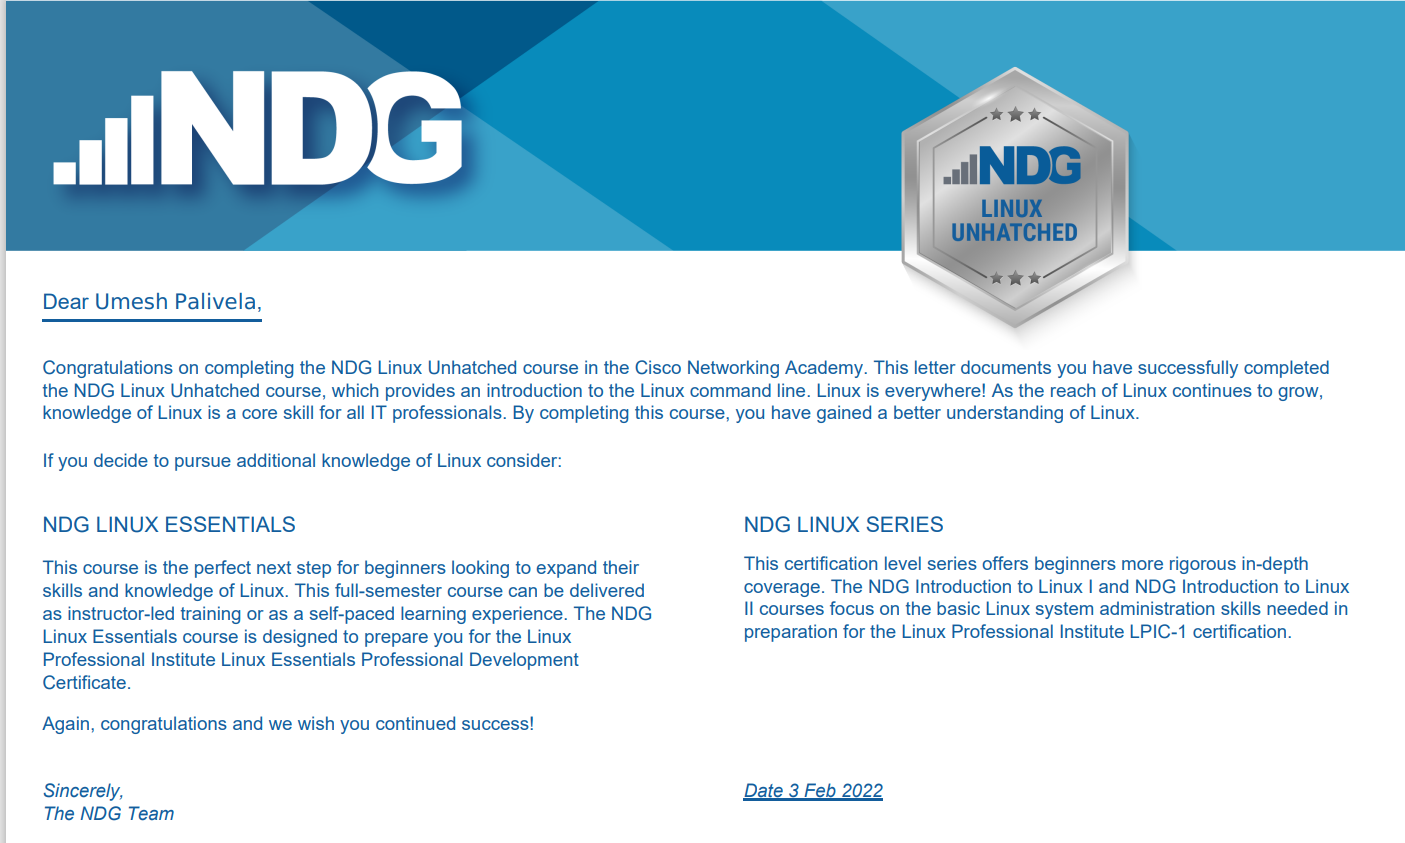 NDG
NDG
LINUX
UNHATCHED
Dear Umesh Palivela,
Congratulations on completing the NDG Linux Unhatched course in the Cisco Networking Academy. This letter documents you have successfully completed
the NDG Linux Unhatched course, which provides an introduction to the Linux command line. Linux is everywhere! As the reach of Linux continues to grow,
knowledge of Linux is a core skill for all IT professionals. By completing this course, you have gained a better understanding of Linux.
If you decide to pursue additional knowledge of Linux consider:
NDG LINUX ESSENTIALS
This course is the perfect next step for beginners looking to expand their
skills and knowledge of Linux. This full-semester course can be delivered
as instructor-led training or as a self-paced learning experience. The NDG
Linux Essentials course is designed to prepare you for the Linux
Professional Institute Linux Essentials Professional Development
Certificate.
Again, congratulations and we wish you continued success!
NDG LINUX SERIES
This certification level series offers beginners more rigorous in-depth
coverage. The NDG Introduction to Linux I and NDG Introduction to Linux
II courses focus on the basic Linux system administration skills needed in
preparation for the Linux Professional Institute LPIC-1 certification.
Sincerely,
The NDG Team
Date 3 Feb 2022